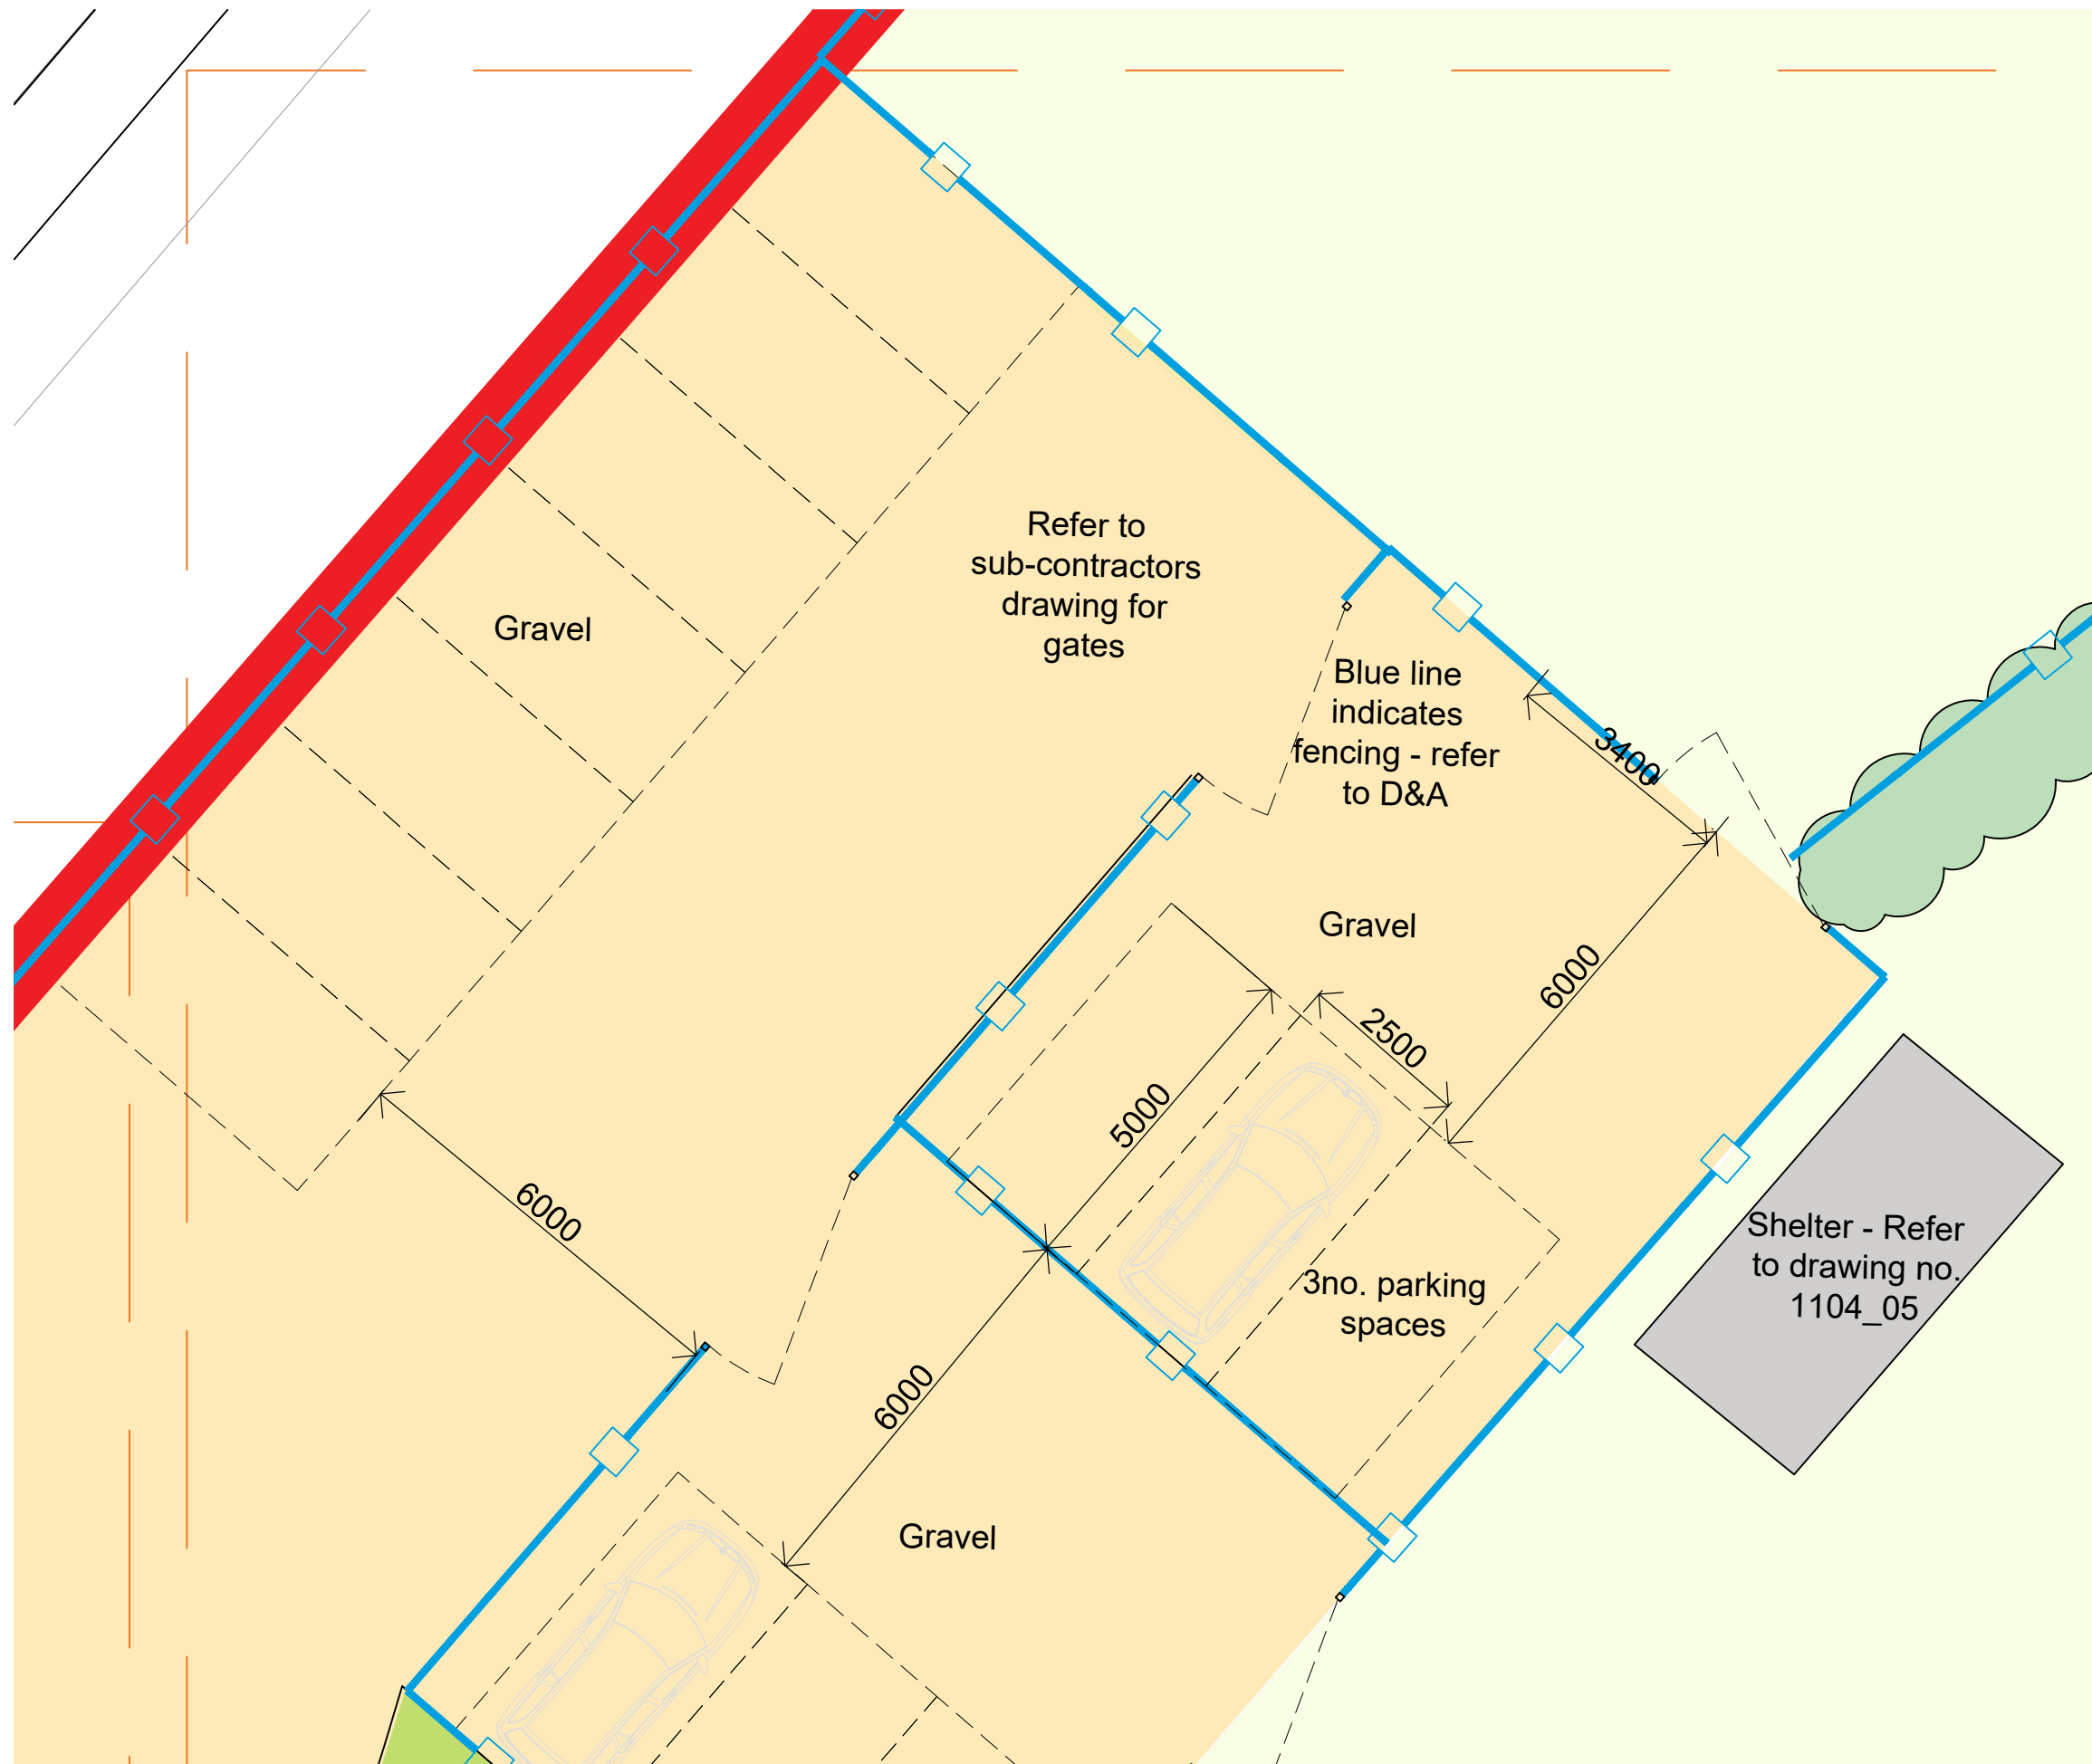 Refer to
sub-contractors
drawing for
gates
Gravel
Blue line
indicates
fencing - refer
to D&A
3400
Gravel
6000
2500
5000
6000
Shelter - Refer
to drawing no.
1104_05
3no. parking
spaces
6000
Gravel